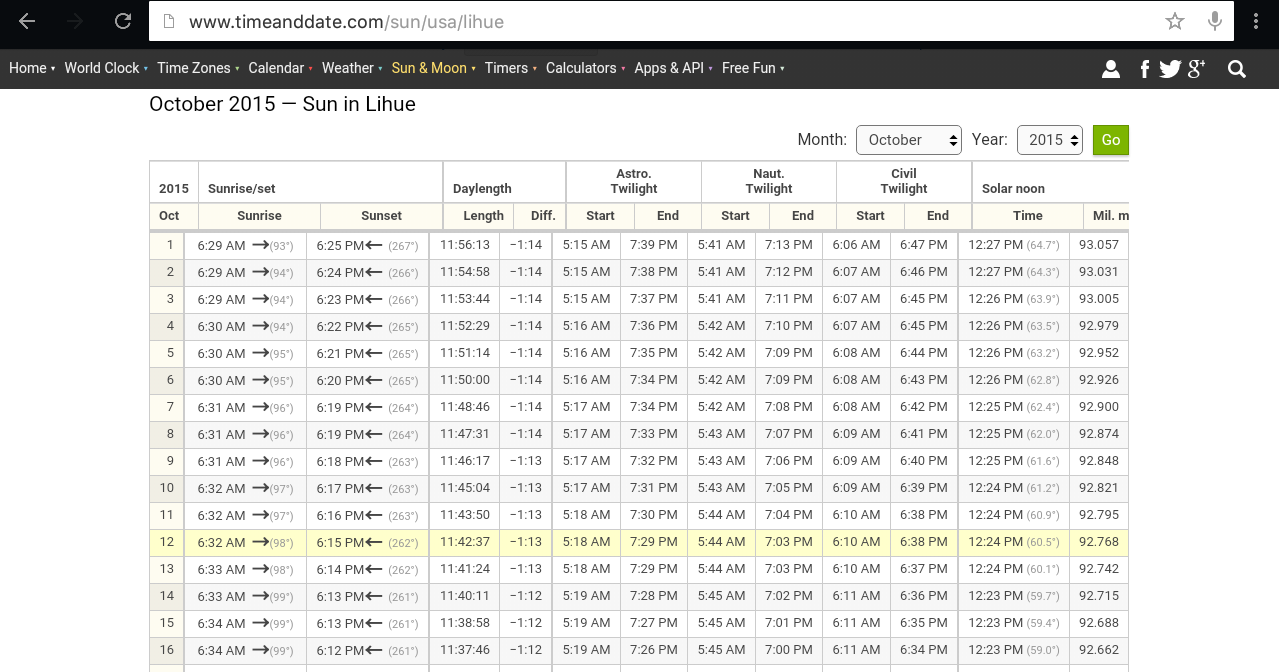 www.timeanddate.com/sun/usa/lihue
Home World Clock Time Zones Calendar Weather Sun & Moon Timers Calculators Apps & API Free Fun f g+
October 2015 — Sun in Lihue
Month: October Year: 2015 Go
Astro. Naut. Civil
2015 Sunrise/set Daylength Twilight Twilight Twilight Solar noon
Oct Sunrise Sunset Length Diff. Start End Start End Start End Time Mil. m
1 6:29 AM →(93°) 6:25 PM← (267°) 11:56:13 −1:14 5:15 AM 7:39 PM 5:41 AM 7:13 PM 6:06 AM 6:47 PM 12:27 PM (64.7°) 93.057
2 6:29 AM →(94°) 6:24 PM← (266°) 11:54:58 −1:14 5:15 AM 7:38 PM 5:41 AM 7:12 PM 6:07 AM 6:46 PM 12:27 PM (64.3°) 93.031
3 6:29 AM →(94°) 6:23 PM← (266°) 11:53:44 −1:14 5:15 AM 7:37 PM 5:41 AM 7:11 PM 6:07 AM 6:45 PM 12:26 PM (63.9°) 93.005
4 6:30 AM →(94°) 6:22 PM← (265°) 11:52:29 −1:14 5:16 AM 7:36 PM 5:42 AM 7:10 PM 6:07 AM 6:45 PM 12:26 PM (63.5°) 92.979
5 6:30 AM →(95°) 6:21 PM← (265°) 11:51:14 −1:14 5:16 AM 7:35 PM 5:42 AM 7:09 PM 6:08 AM 6:44 PM 12:26 PM (63.2°) 92.952
6 6:30 AM →(95°) 6:20 PM← (265°) 11:50:00 −1:14 5:16 AM 7:34 PM 5:42 AM 7:09 PM 6:08 AM 6:43 PM 12:26 PM (62.8°) 92.926
7 6:31 AM →(96°) 6:19 PM← (264°) 11:48:46 −1:14 5:17 AM 7:34 PM 5:42 AM 7:08 PM 6:08 AM 6:42 PM 12:25 PM (62.4°) 92.900
8 6:31 AM →(96°) 6:19 PM← (264°) 11:47:31 −1:14 5:17 AM 7:33 PM 5:43 AM 7:07 PM 6:09 AM 6:41 PM 12:25 PM (62.0°) 92.874
9 6:31 AM →(96°) 6:18 PM← (263°) 11:46:17 −1:13 5:17 AM 7:32 PM 5:43 AM 7:06 PM 6:09 AM 6:40 PM 12:25 PM (61.6°) 92.848
10 6:32 AM →(97°) 6:17 PM← (263°) 11:45:04 −1:13 5:17 AM 7:31 PM 5:43 AM 7:05 PM 6:09 AM 6:39 PM 12:24 PM (61.2°) 92.821
11 6:32 AM →(97°) 6:16 PM← (263°) 11:43:50 −1:13 5:18 AM 7:30 PM 5:44 AM 7:04 PM 6:10 AM 6:38 PM 12:24 PM (60.9°) 92.795
12 6:32 AM →(98°) 6:15 PM← (262°) 11:42:37 −1:13 5:18 AM 7:29 PM 5:44 AM 7:03 PM 6:10 AM 6:38 PM 12:24 PM (60.5°) 92.768
13 6:33 AM →(98°) 6:14 PM← (262°) 11:41:24 −1:13 5:18 AM 7:29 PM 5:44 AM 7:03 PM 6:10 AM 6:37 PM 12:24 PM (60.1°) 92.742
14 6:33 AM →(99°) 6:13 PM← (261°) 11:40:11 −1:12 5:19 AM 7:28 PM 5:45 AM 7:02 PM 6:11 AM 6:36 PM 12:23 PM (59.7°) 92.715
15 6:34 AM →(99°) 6:13 PM← (261°) 11:38:58 −1:12 5:19 AM 7:27 PM 5:45 AM 7:01 PM 6:11 AM 6:35 PM 12:23 PM (59.4°) 92.688
16 6:34 AM →(99°) 6:12 PM← (261°) 11:37:46 −1:12 5:19 AM 7:26 PM 5:45 AM 7:00 PM 6:11 AM 6:34 PM 12:23 PM (59.0°) 92.662